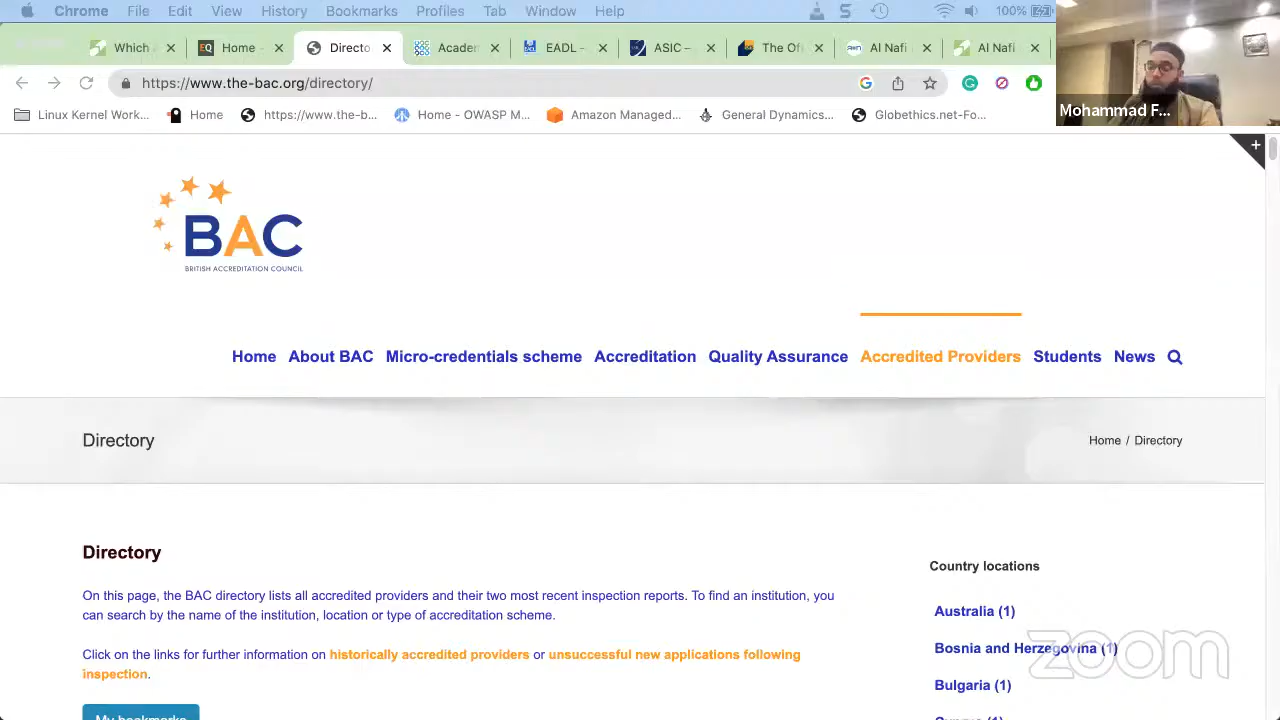 Chrome File Edit View History Bookmarks Profiles Tab Window Help 100%
Which A Home - Directo Academ EADL - ASIC - The Offi Al Nafi Al Nafi
https://www.the-bac.org/directory/
Linux Kernel Work... Home https://www.the-b... Home - OWASP M... Amazon Managed... General Dynamics... Globethics.net-Fo...
Mohammad F...
BAC
BRITISH ACCREDITATION COUNCIL
Home About BAC Micro-credentials scheme Accreditation Quality Assurance Accredited Providers Students News
Directory
Home / Directory
Directory
On this page, the BAC directory lists all accredited providers and their two most recent inspection reports. To find an institution, you
can search by the name of the institution, location or type of accreditation scheme.
Click on the links for further information on historically accredited providers or unsuccessful new applications following
inspection.
My bookmarks
Country locations
Australia (1)
Bosnia and Herzegovina (1)
Bulgaria (1)
Cyprus (1)
zoom